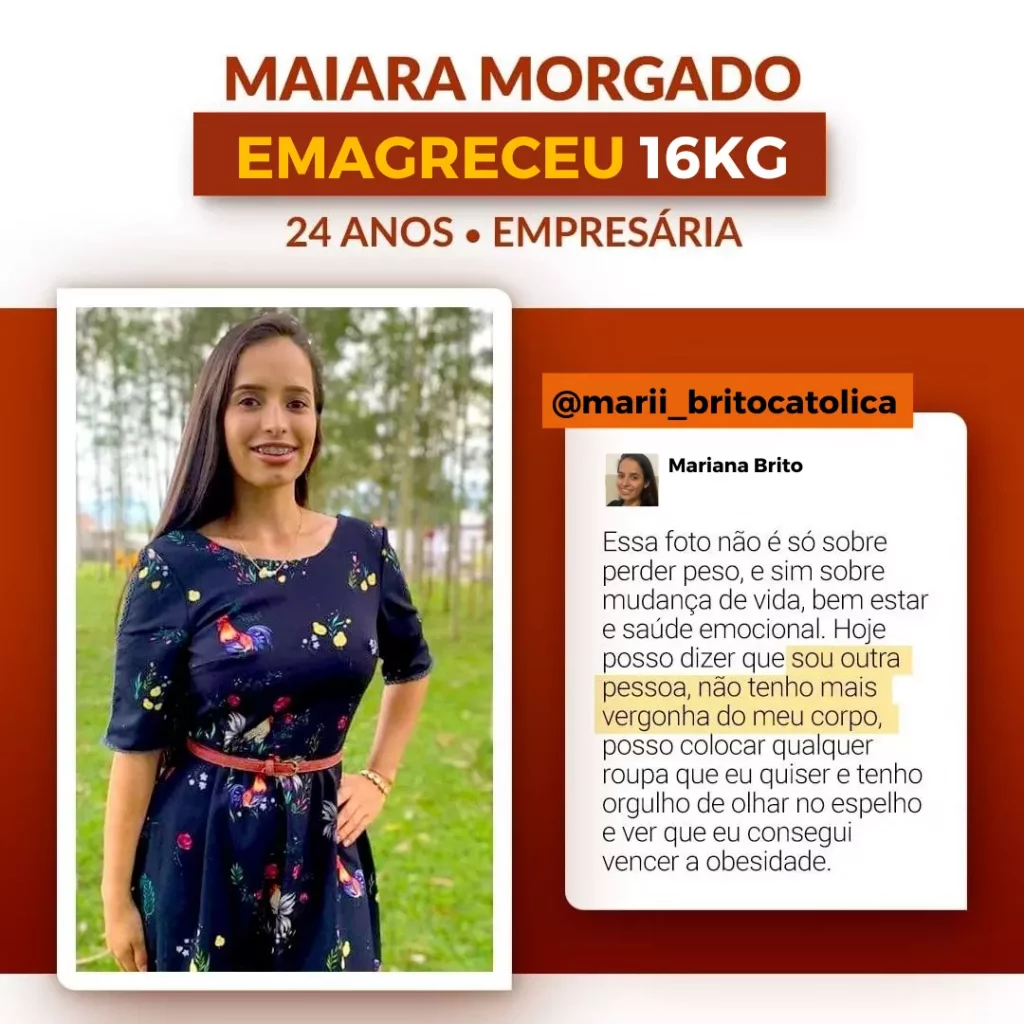 MAIARA MORGADO
EMAGRECEU 16KG
24 ANOS • EMPRESÁRIA
@marii_britocatolica
Mariana Brito
Essa foto não é só sobre
perder peso, e sim sobre
mudança de vida, bem estar
e saúde emocional. Hoje
posso dizer que sou outra
pessoa, não tenho mais
vergonha do meu corpo,
posso colocar qualquer
roupa que eu quiser e tenho
orgulho de olhar no espelho
e ver que eu consegui
vencer a obesidade.